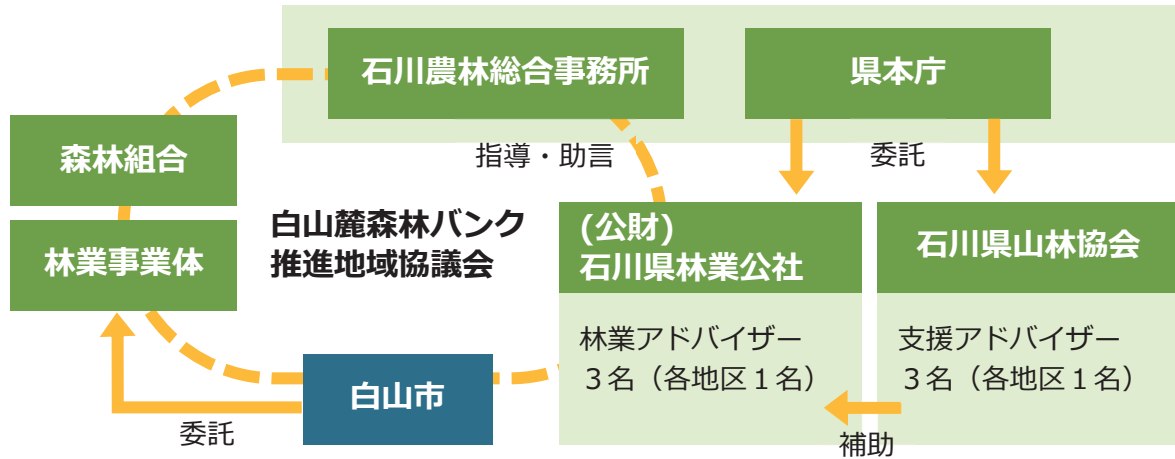 石川農林総合事務所
県本庁
森林組合
指導・助言
委託
林業事業体
白山麓森林バンク
推進地域協議会
(公財)
石川県林業公社
石川県山林協会
林業アドバイザー
３名（各地区１名）
支援アドバイザー
３名（各地区１名）
白山市
委託
補助